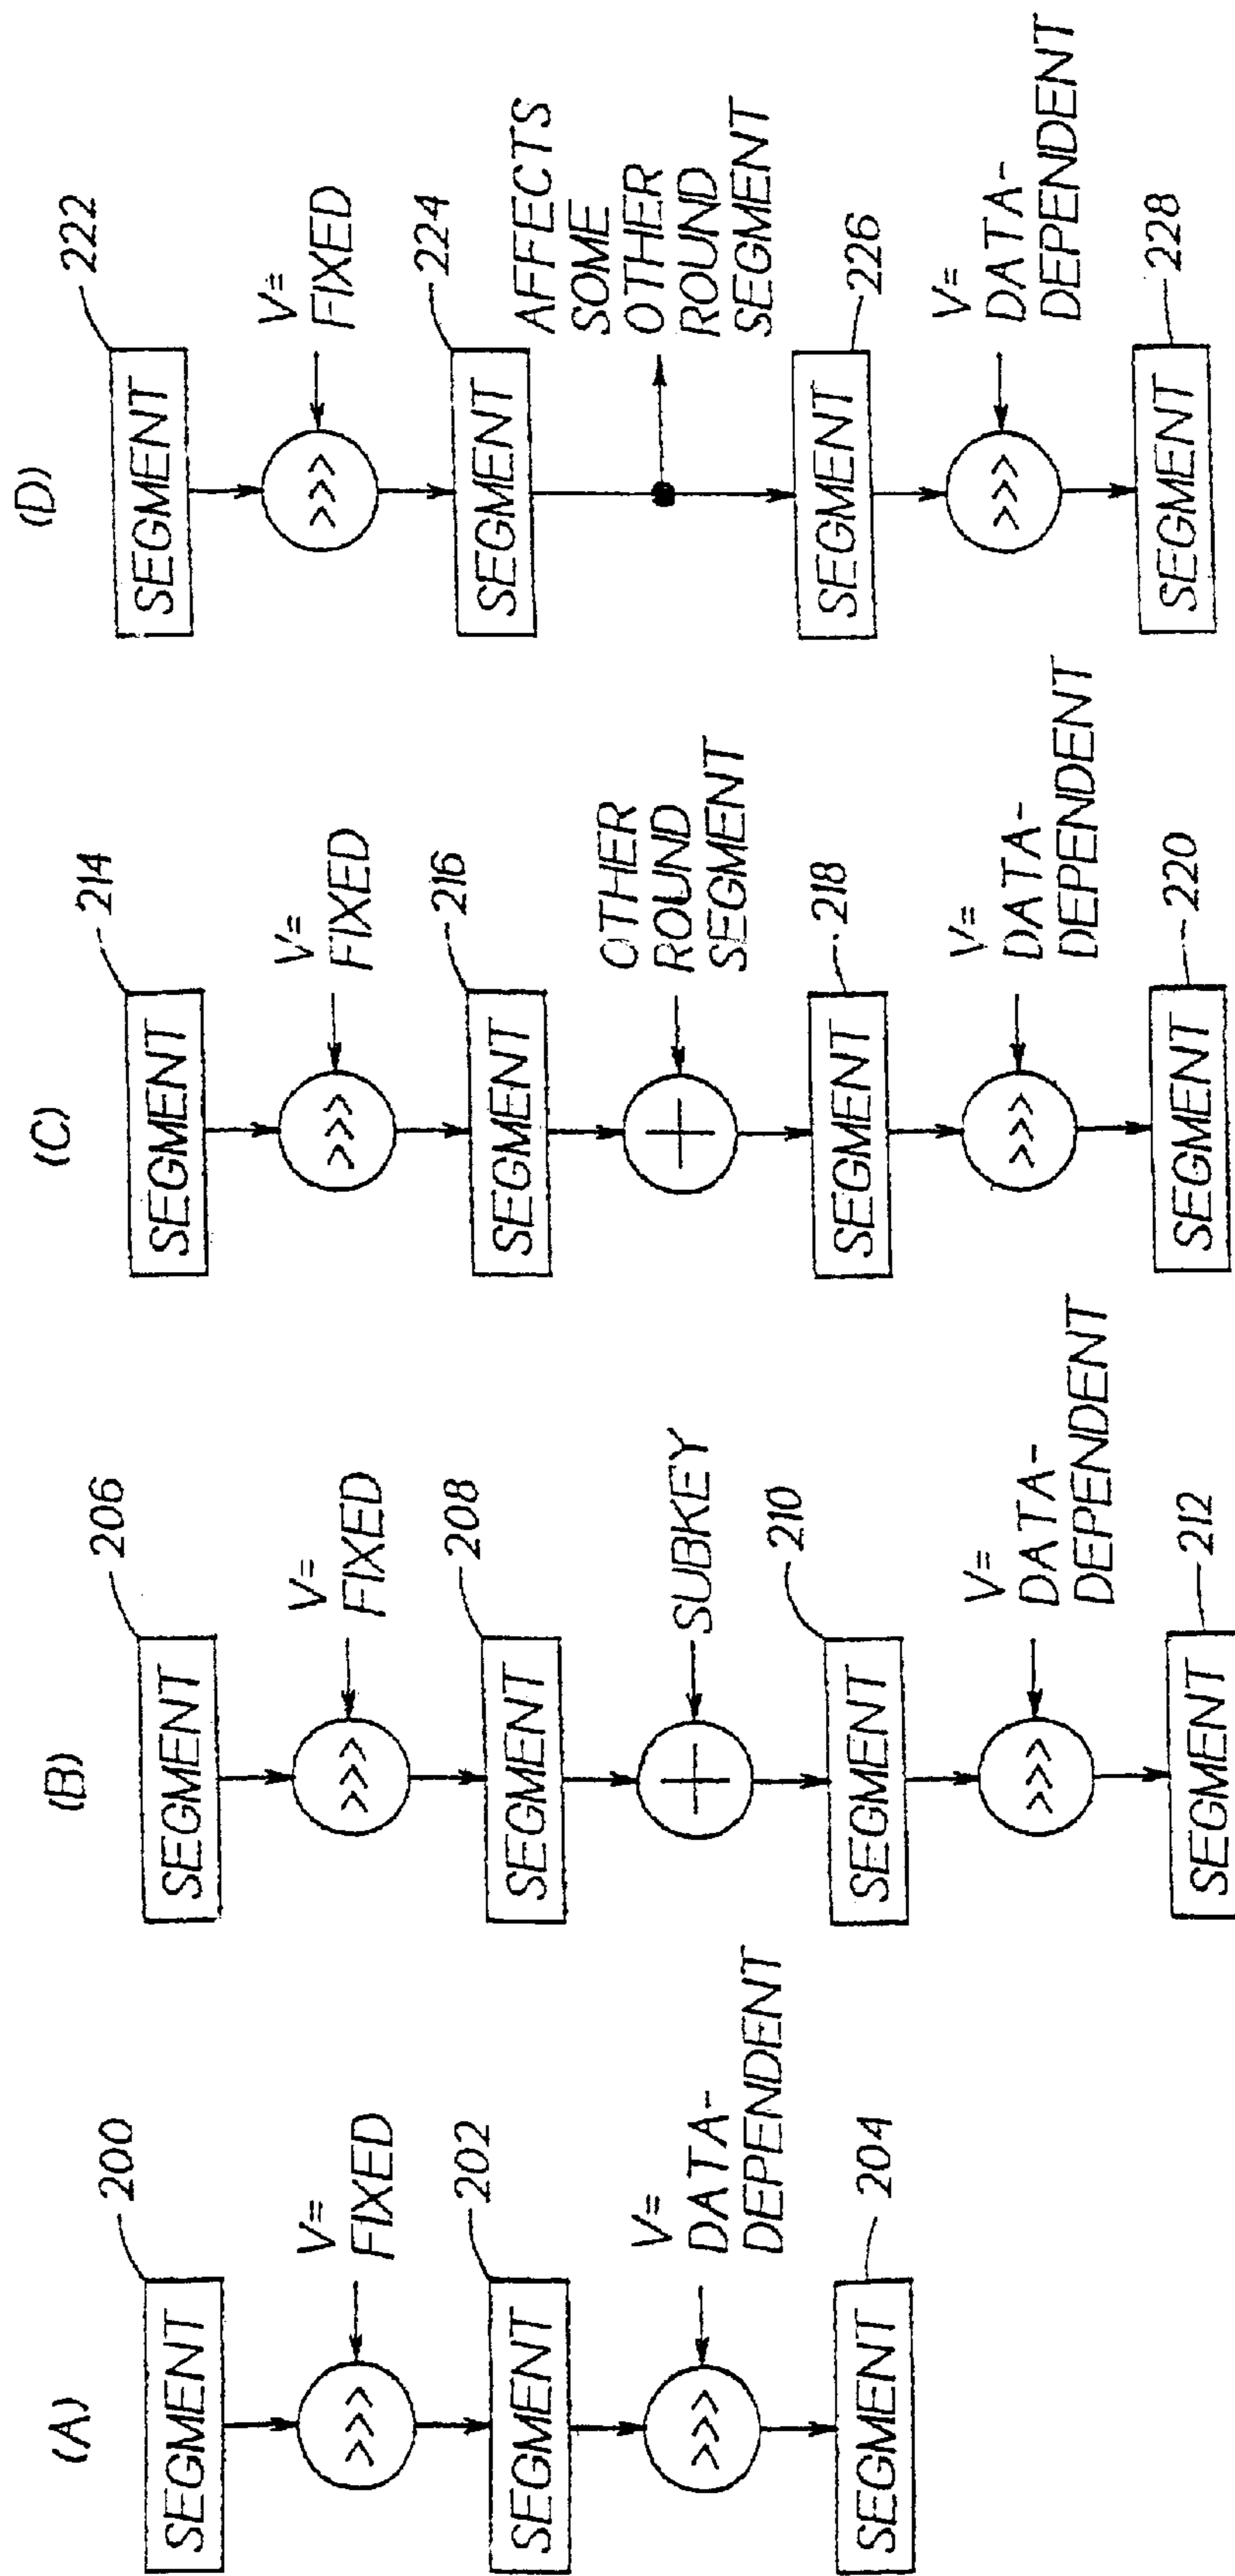 (A)
200
SEGMENT
>>>
V=
FIXED
202
SEGMENT
>>>
V=
DATA-
DEPENDENT
204
SEGMENT
(B)
206
SEGMENT
>>>
V=
FIXED
208
SEGMENT
+
SUBKEY
210
SEGMENT
>>>
V=
DATA-
DEPENDENT
212
SEGMENT
(C)
214
SEGMENT
>>>
V=
FIXED
216
SEGMENT
+
OTHER
ROUND
SEGMENT
218
SEGMENT
>>>
V=
DATA-
DEPENDENT
220
SEGMENT
(D)
222
SEGMENT
>>>
V=
FIXED
224
SEGMENT
AFFECTS
SOME
OTHER
ROUND
SEGMENT
226
SEGMENT
>>>
V=
DATA-
DEPENDENT
228
SEGMENT